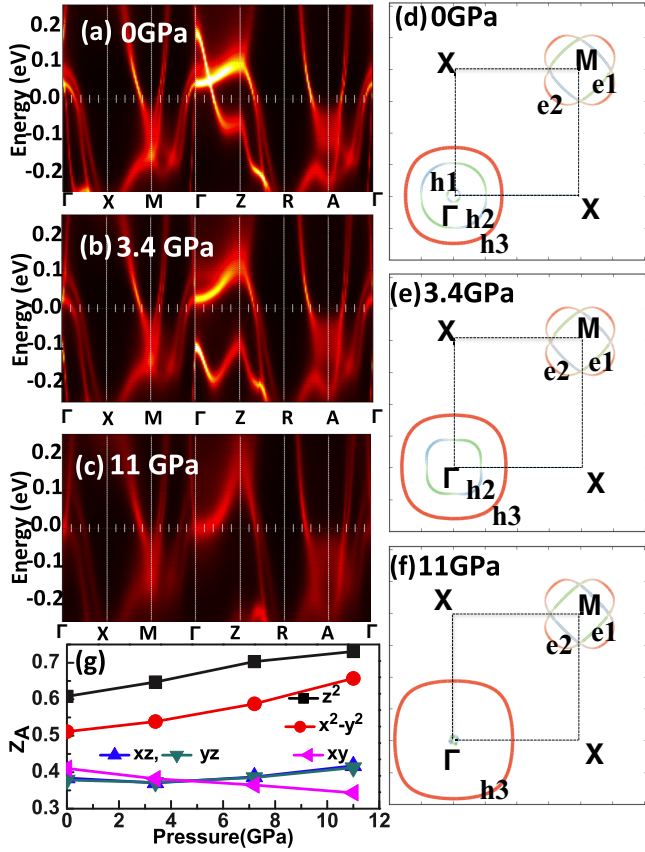 (a) 0GPa
Energy (eV)
0.2
0.1
0.0
-0.1
-0.2
Γ X M Γ Z R A Γ
(b) 3.4 GPa
Energy (eV)
0.2
0.1
0.0
-0.1
-0.2
Γ X M Γ Z R A Γ
(c) 11 GPa
Energy (eV)
0.2
0.1
-0.0
-0.1
-0.2
Γ X M Γ Z R A Γ
(g)
Z_A
0.7
0.6
0.5
0.4
0.3
z²
x²-y²
xz, yz xy
0 2 4 6 8 10 12
Pressure(GPa)
(d) 0GPa
X M
e1
e2
h1
Γ X
h2
h3
(e) 3.4GPa
X M
e2 e1
Γ
h2 X
h3
(f) 11GPa
X M
e2 e1
Γ X
h3